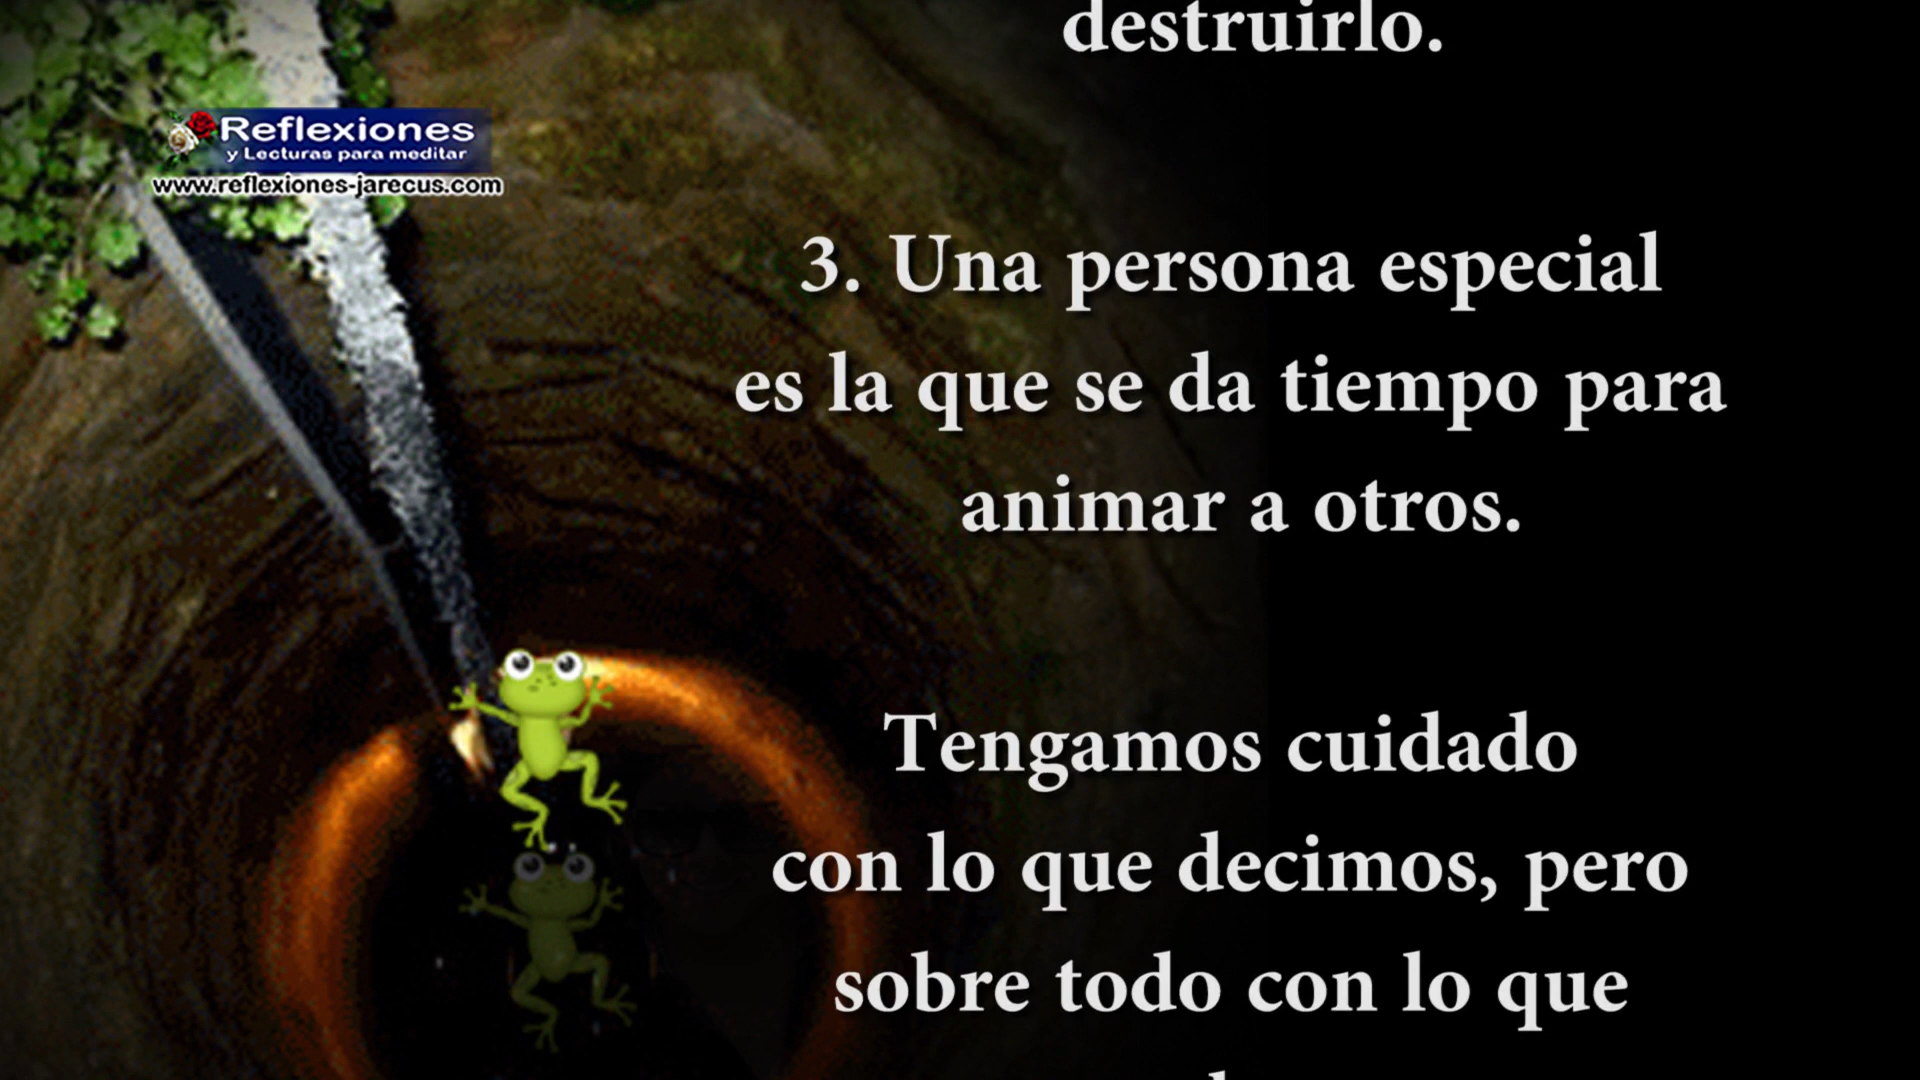 destruirlo.
Reflexiones
y Lecturas para meditar
www.reflexiones-jarecus.com
3. Una persona especial
es la que se da tiempo para
animar a otros.
Tengamos cuidado
con lo que decimos, pero
sobre todo con lo que